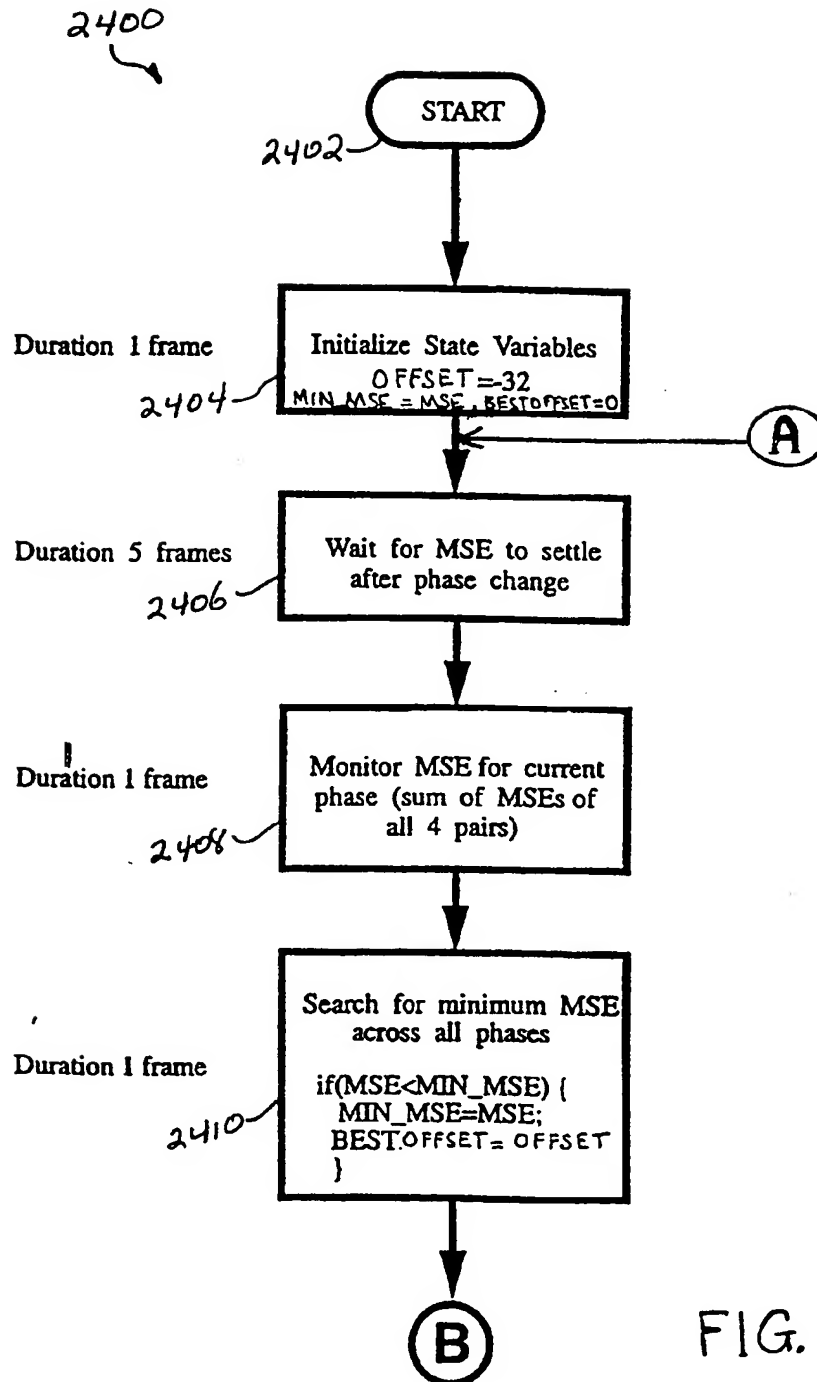 2400
START
2402
Duration 1 frame
Initialize State Variables
OFFSET =-32
MIN_MSE = MSE, BESTOFFSET=0
2404
A
Duration 5 frames
Wait for MSE to settle
after phase change
2406
Duration 1 frame
Monitor MSE for current
phase (sum of MSEs of
all 4 pairs)
2408
Search for minimum MSE
across all phases
Duration 1 frame
if(MSE<MIN_MSE) {
MIN_MSE=MSE;
BEST.OFFSET = OFFSET
}
2410
B
FIG.